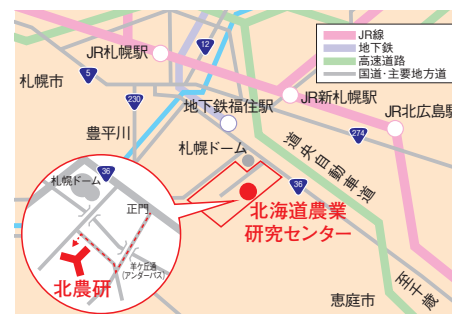 JR線
地下鉄
高速道路
国道・主要地方道
JR札幌駅
12
5
札幌市
230
地下鉄福住駅
JR新札幌駅
JR北広島駅
274
豊平川
札幌ドーム
道央自動車道
36
36
札幌ドーム
正門
北海道農業
研究センター
羊ケ丘通
(アンダーパス)
北農研
恵庭市
至千歳